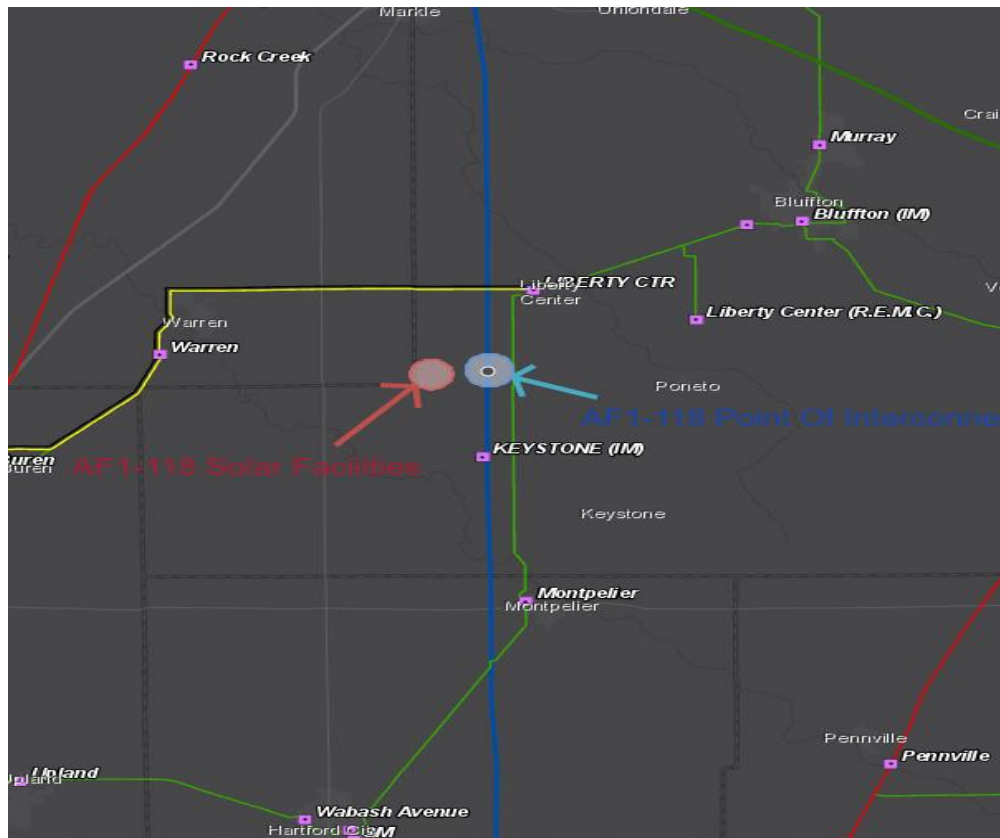 Markle
Uniondale
Rock Creek
Crai
Murray
Bluffton
Bluffton (IM)
LIBERTY CTR
Liberty
Center
Liberty Center (R.E.M.C.)
Warren
Warren
Poneto
AF1-118 Point Of Interconne
KEYSTONE (IM)
AF1-118 Solar Facilities
uren
Buren
Keystone
Montpelier
Montpelier
Pennville
Pennville
Upland
Upland
Wabash Avenue
Hartford City